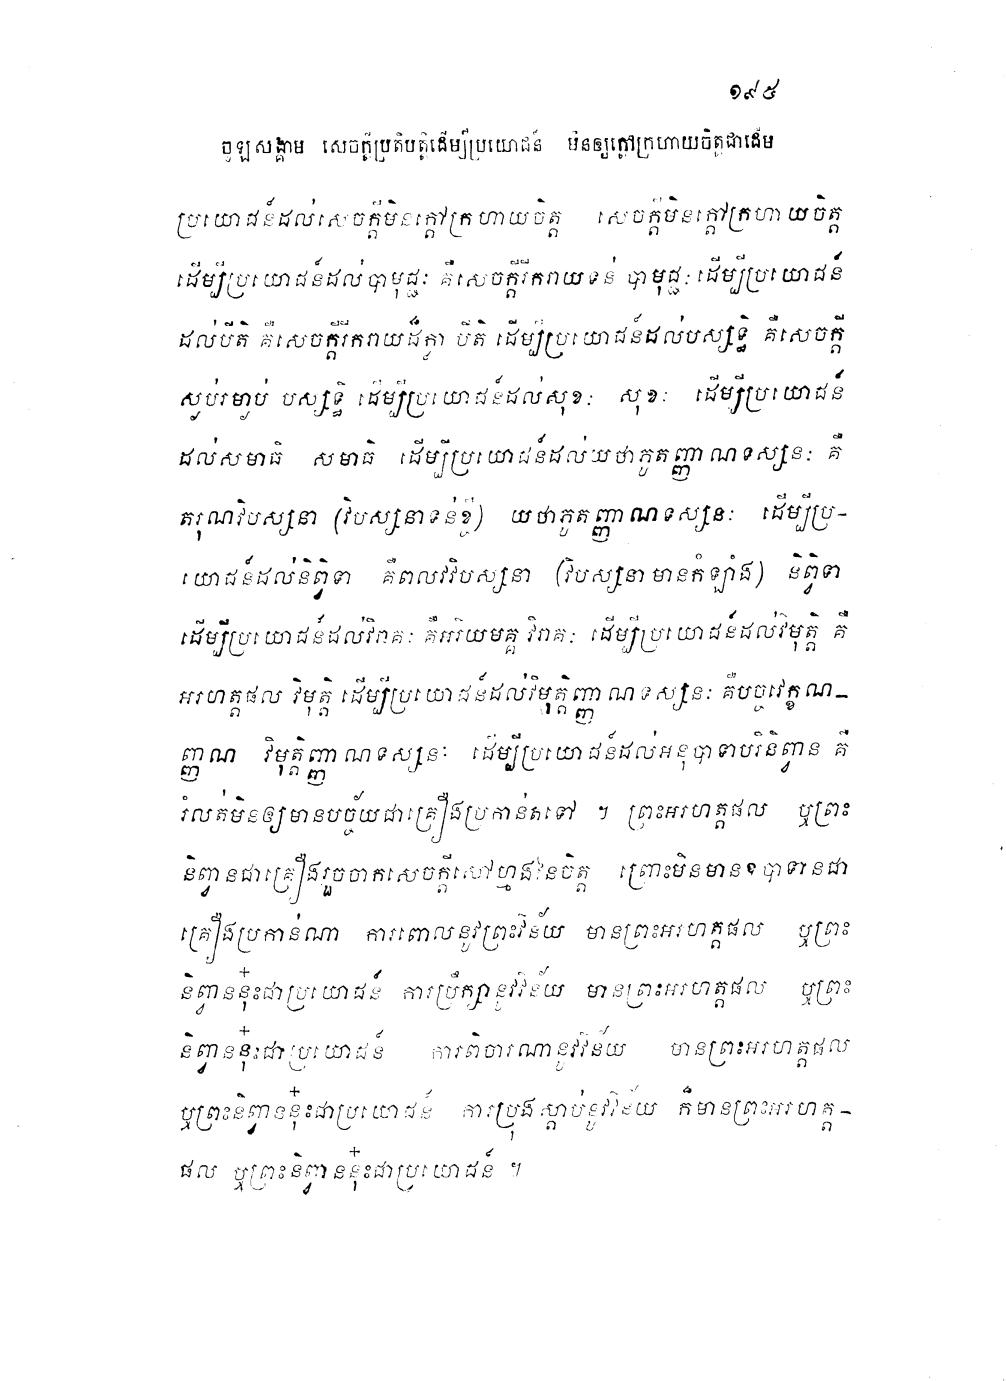 ១៩៥
ចូឡសង្គាម សេចក្តីប្រតិបត្តិដើម្បីប្រយោជន៍ មិនឲ្យក្តៅក្រហាយចិត្តជាដើម
ប្រយោជន៍ដល់សេចក្តីមិនក្តៅក្រហាយចិត្ត សេចក្តីមិនក្តៅក្រហាយចិត្ត
ដើម្បីប្រយោជន៍ដល់បាមុជ្ជៈ គឺសេចក្តីរីករាយទន់ បាមុជ្ជៈ ដើម្បីប្រយោជន៍
ដល់បីតិ គឺសេចក្តីរីករាយដ៏ក្លា បីតិ ដើម្បីប្រយោជន៍ដល់បស្សទ្ធិ គឺសេចក្តី
ស្ងប់រម្ងាប់ បស្សទ្ធិ ដើម្បីប្រយោជន៍ដល់សុខៈ សុខៈ ដើម្បីប្រយោជន៍
ដល់សមាធិ សមាធិ ដើម្បីប្រយោជន៍ដល់យថាភូតញ្ញាណទស្សនៈ គឺ
តរុណវិបស្សនា (វិបស្សនាទន់ខ្ចី) យថាភូតញ្ញាណទស្សនៈ ដើម្បីប្រ-
យោជន៍ដល់និព្វិទា គឺពលវវិបស្សនា (វិបស្សនាមានកំឡាំង) និព្វិទា
ដើម្បីប្រយោជន៍ដល់វិរាគៈ គឺអរិយមគ្គ វិរាគៈ ដើម្បីប្រយោជន៍ដល់វិមុត្តិ គឺ
អរហត្តផល វិមុត្តិ ដើម្បីប្រយោជន៍ដល់វិមុត្តិញ្ញាណទស្សនៈ គឺបច្ចវេក្ខណ-
ញ្ញាណ វិមុត្តិញ្ញាណទស្សនៈ ដើម្បីប្រយោជន៍ដល់អនុបាទាបរិនិព្វាន គឺ
រំលត់មិនឲ្យមានបច្ច័យជាគ្រឿងប្រកាន់តទៅ ។ ព្រះអរហត្តផល ឬព្រះ
និព្វានជាគ្រឿងរួចចាកសេចក្តីសៅហ្មងនៃចិត្ត ព្រោះមិនមានឧបាទានជា
គ្រឿងប្រកាន់ណា ការពោលនូវព្រះវិន័យ មានព្រះអរហត្តផល ឬព្រះ
និព្វាននុ៎ះជាប្រយោជន៍ ការប្រឹក្សានូវវិន័យ មានព្រះអរហត្តផល ឬព្រះ
និព្វាននុ៎ះជាប្រយោជន៍ ការពិចារណានូវវិន័យ មានព្រះអរហត្តផល
ឬព្រះនិព្វាននុ៎ះជាប្រយោជន៍ ការប្រុងស្តាប់នូវវិន័យ ក៏មានព្រះអរហត្ត-
ផល ឬព្រះនិព្វាននុ៎ះជាប្រយោជន៍ ។